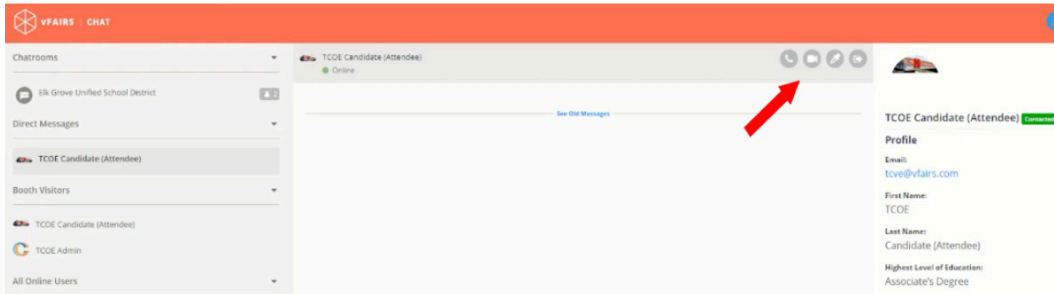 vFAIRS | CHAT
Chatrooms
Elk Grove Unified School District
2
Direct Messages
TCOE Candidate (Attendee)
Booth Visitors
TCOE Candidate (Attendee)
TCOE Admin
All Online Users
TCOE Candidate (Attendee)
Online
See Old Messages
TCOE Candidate (Attendee) Contacted
Profile
Email:
tcve@vfairs.com
First Name:
TCOE
Last Name:
Candidate (Attendee)
Highest Level of Education:
Associate's Degree